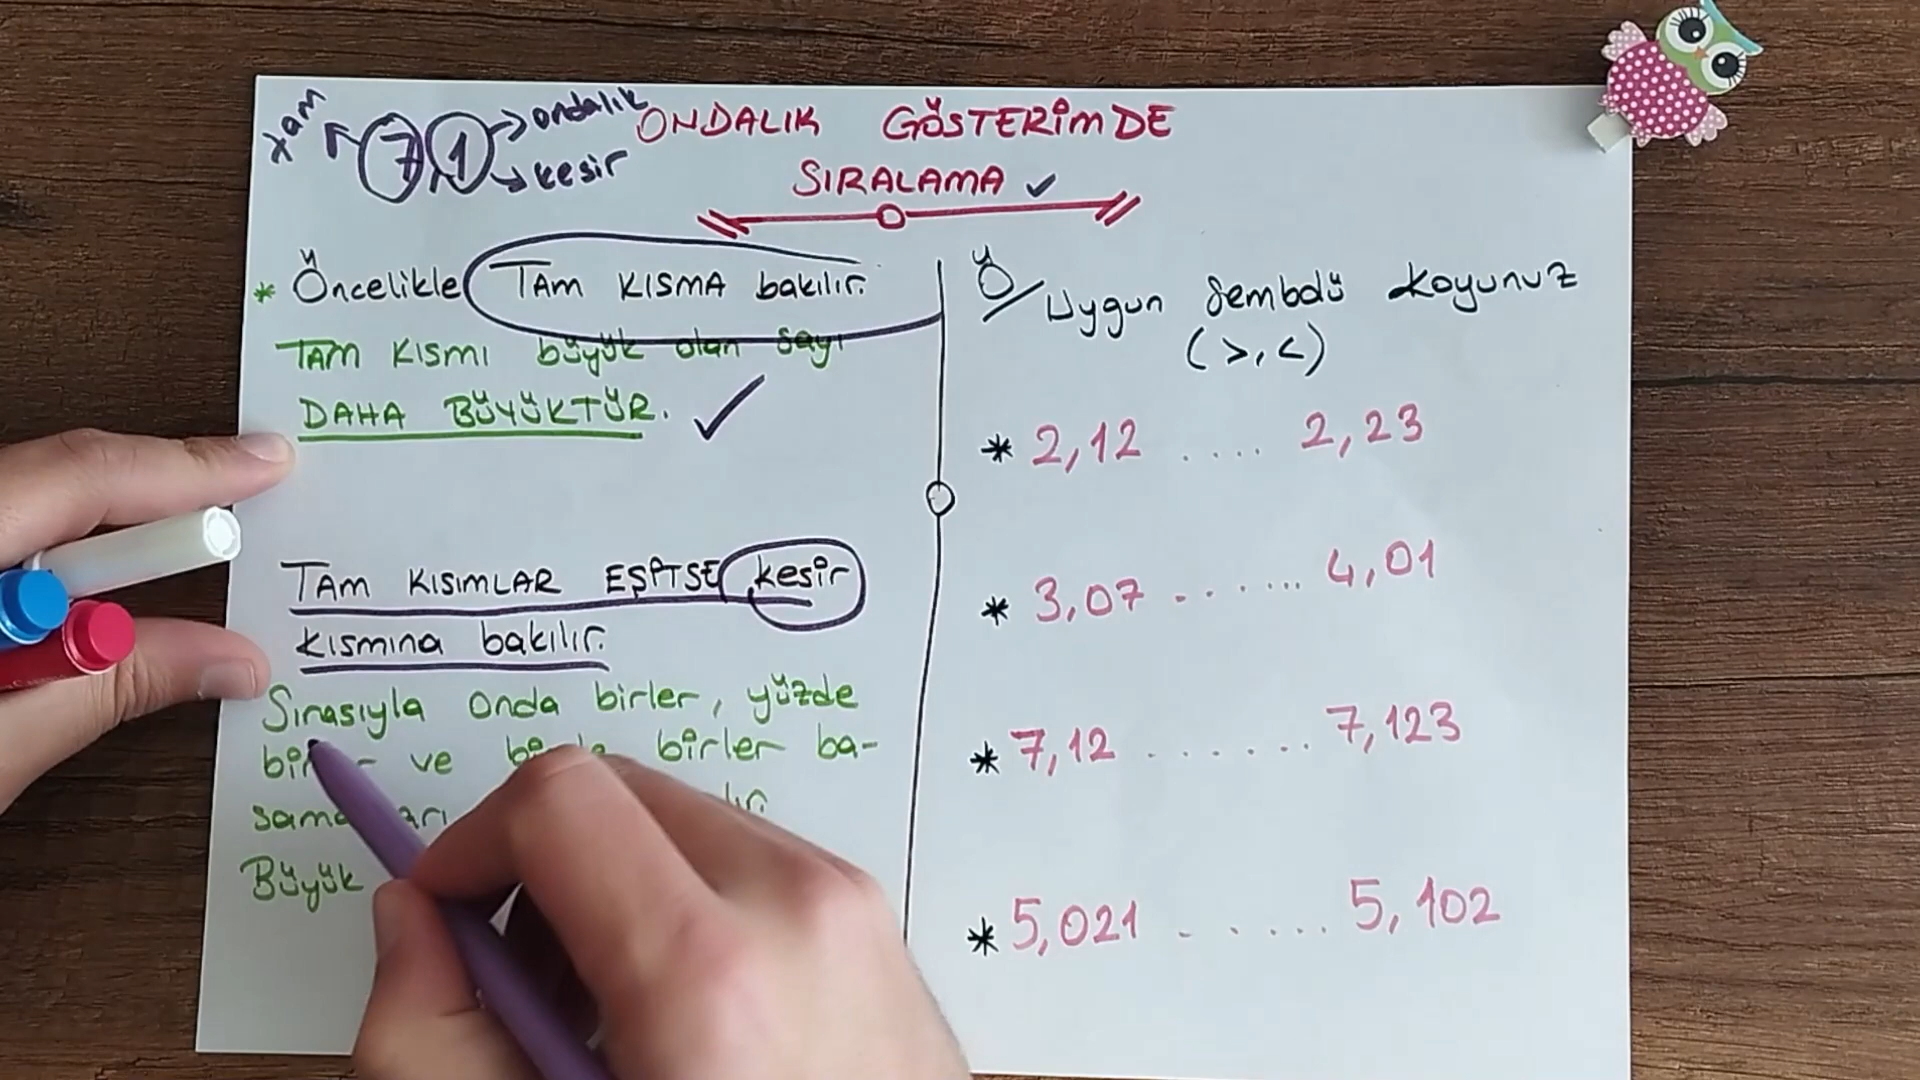 ONDALIK GÖSTERİMDE
SIRALAMA ✓
tam 7,1 ondalık
kesir
* Öncelikle TAM KISMA bakılır.
TAM KISMI büyük olan sayı
DAHA BÜYÜKTÜR. ✓
TAM KISIMLAR EŞİTSE kesir
kısmına bakılır.
Sırasıyla onda birler, yüzde
ve birler ba-
Büyük
Ö/ Uygun sembolü koyunuz
(>,<)
* 2,12 .... 2,23
* 3,07 ....... 4,01
* 7,12 ....... 7,123
* 5,021 ...... 5,102